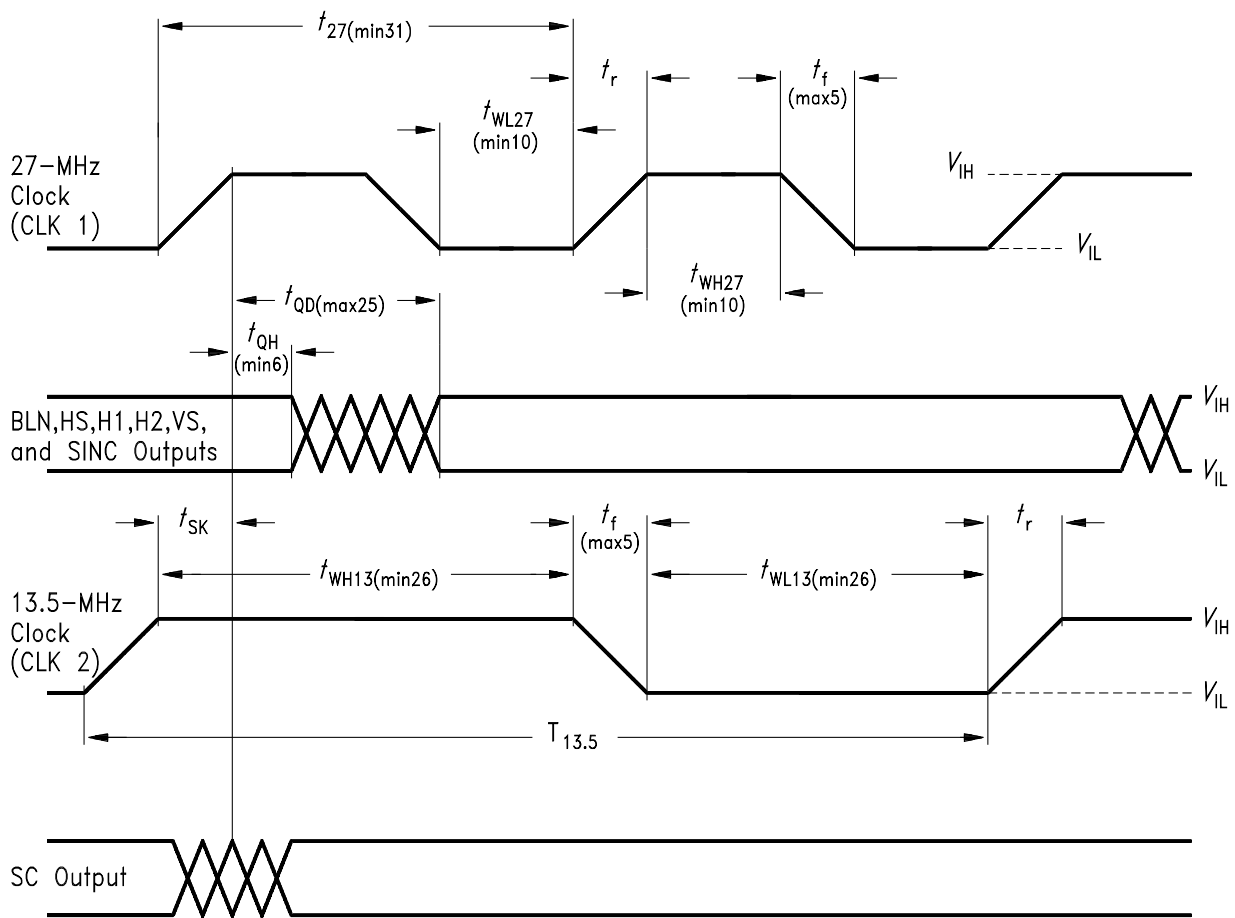 t27(min31)
tr
tf
(max5)
tWL27
(min10)
27-MHz
Clock
(CLK 1)
VIH
VIL
tWH27
(min10)
tQD(max25)
tQH
(min6)
BLN,HS,H1,H2,VS,
and SINC Outputs
VIH
VIL
tSK
tf
(max5)
tr
tWH13(min26)
tWL13(min26)
13.5-MHz
Clock
(CLK 2)
VIH
VIL
T13.5
SC Output